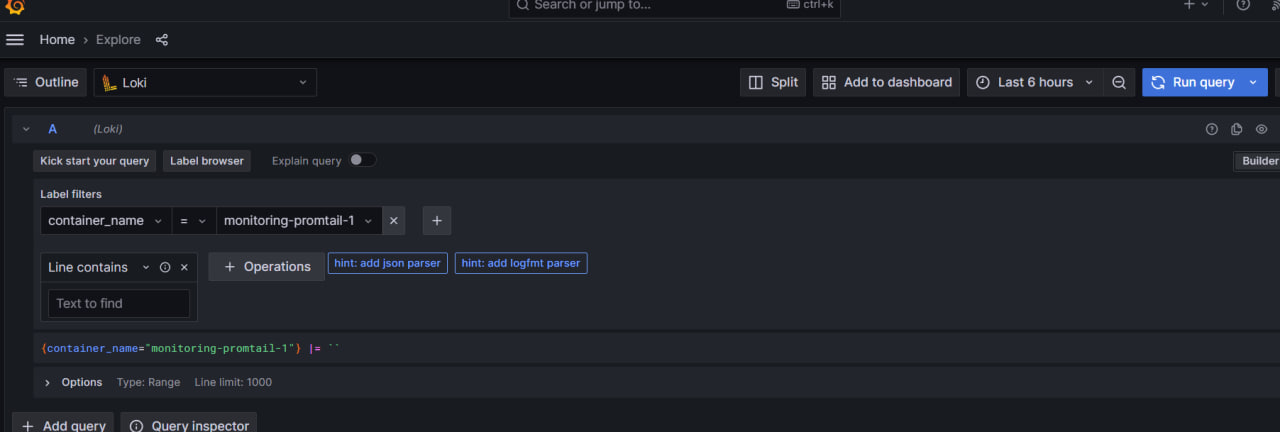 Search or jump to... ctrl+k
Home › Explore
Outline Loki Split Add to dashboard Last 6 hours Run query
A (Loki)
Kick start your query Label browser Explain query Builder
Label filters
container_name = monitoring-promtail-1
Line contains Operations hint: add json parser hint: add logfmt parser
Text to find
{container_name="monitoring-promtail-1"} |= ``
Options Type: Range Line limit: 1000
+ Add query Query inspector